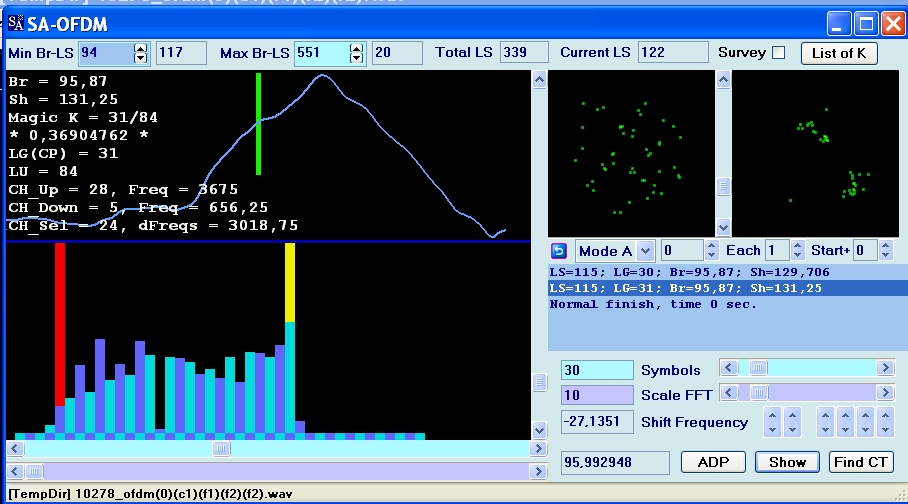 SA-OFDM
Min Br-LS 94 117 Max Br-LS 551 20 Total LS 339 Current LS 122 Survey List of K
Br = 95,87
Sh = 131,25
Magic K = 31/84
* 0,36904762 *
LG(CP) = 31
LU = 84
CH_Up = 28, Freq = 3675
CH_Down = 5, Freq = 656,25
CH_Sel = 24, dFreqs = 3018,75
Mode A 0 Each 1 Start+ 0
LS=115; LG=30; Br=95,87; Sh=129,706
LS=115; LG=31; Br=95,87; Sh=131,25
Normal finish, time 0 sec.
30 Symbols
10 Scale FFT
-27,1351 Shift Frequency
95,992948 ADP Show Find CT
[TempDir] 10278_ofdm(0)(c1)(f1)(f2)(f2).wav